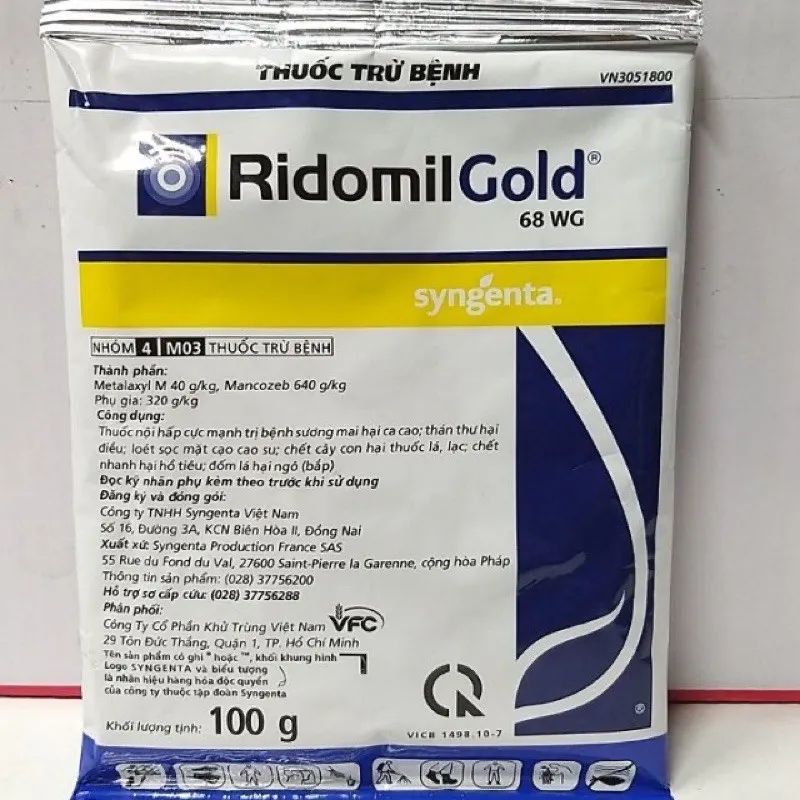 THUỐC TRỪ BỆNH
VN3051800
RidomilGold®
68 WG
syngenta®
NHÓM 4 M03 THUỐC TRỪ BỆNH
Thành phần:
Metalaxyl M 40 g/kg, Mancozeb 640 g/kg
Phụ gia: 320 g/kg
Công dụng:
Thuốc nội hấp cực mạnh trị bệnh sương mai hại ca cao; thán thư hại
điều; loét sọc mặt cạo cao su; chết cây con hại thuốc lá, lạc; chết
nhanh hại hồ tiêu; đốm lá hại ngô (bắp)
Đọc kỹ nhãn phụ kèm theo trước khi sử dụng
Đăng ký và đóng gói:
Công ty TNHH Syngenta Việt Nam
Số 16, Đường 3A, KCN Biên Hòa II, Đồng Nai
Xuất xứ: Syngenta Production France SAS
55 Rue du Fond du Val, 27600 Saint-Pierre la Garenne, cộng hòa Pháp
Thông tin sản phẩm: (028) 37756200
Hỗ trợ sơ cấp cứu: (028) 37756288
Phân phối:
Công Ty Cổ Phần Khử Trùng Việt Nam VFC
29 Tôn Đức Thắng, Quận 1, TP. Hồ Chí Minh
Tên sản phẩm có ghi ® hoặc ™, khối khung hình
Logo SYNGENTA và biểu tượng
là nhãn hiệu hàng hóa độc quyền
của công ty thuộc tập đoàn Syngenta
Khối lượng tịnh: 100 g
CR
VICB 1498.10-7
®